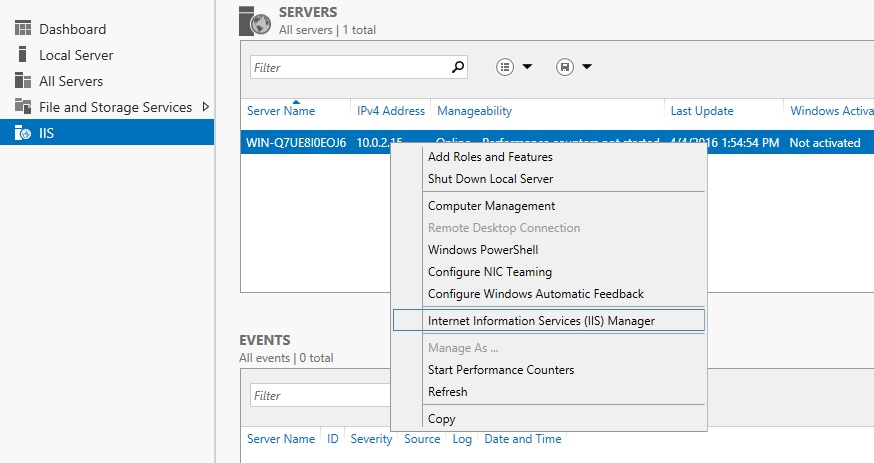 Dashboard
Local Server
All Servers
File and Storage Services
IIS
SERVERS
All servers | 1 total
Filter
Server Name IPv4 Address Manageability Last Update Windows Activa
WIN-Q7UE8I0EOJ6 10.0.2.15 Online - Performance counters not started 4/4/2016 1:54:54 PM Not activated
Add Roles and Features
Shut Down Local Server
Computer Management
Remote Desktop Connection
Windows PowerShell
Configure NIC Teaming
Configure Windows Automatic Feedback
Internet Information Services (IIS) Manager
Manage As ...
Start Performance Counters
Refresh
Copy
EVENTS
All events | 0 total
Filter
Server Name ID Severity Source Log Date and Time